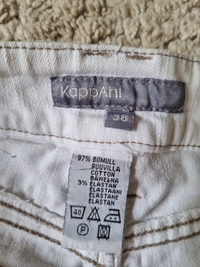 KappAhl
38
97% BOMULL
PUUVILLA
COTTON
BAWEŁNA
3% ELASTAN
ELASTAANI
ELASTANE
ELASTAN
40
P